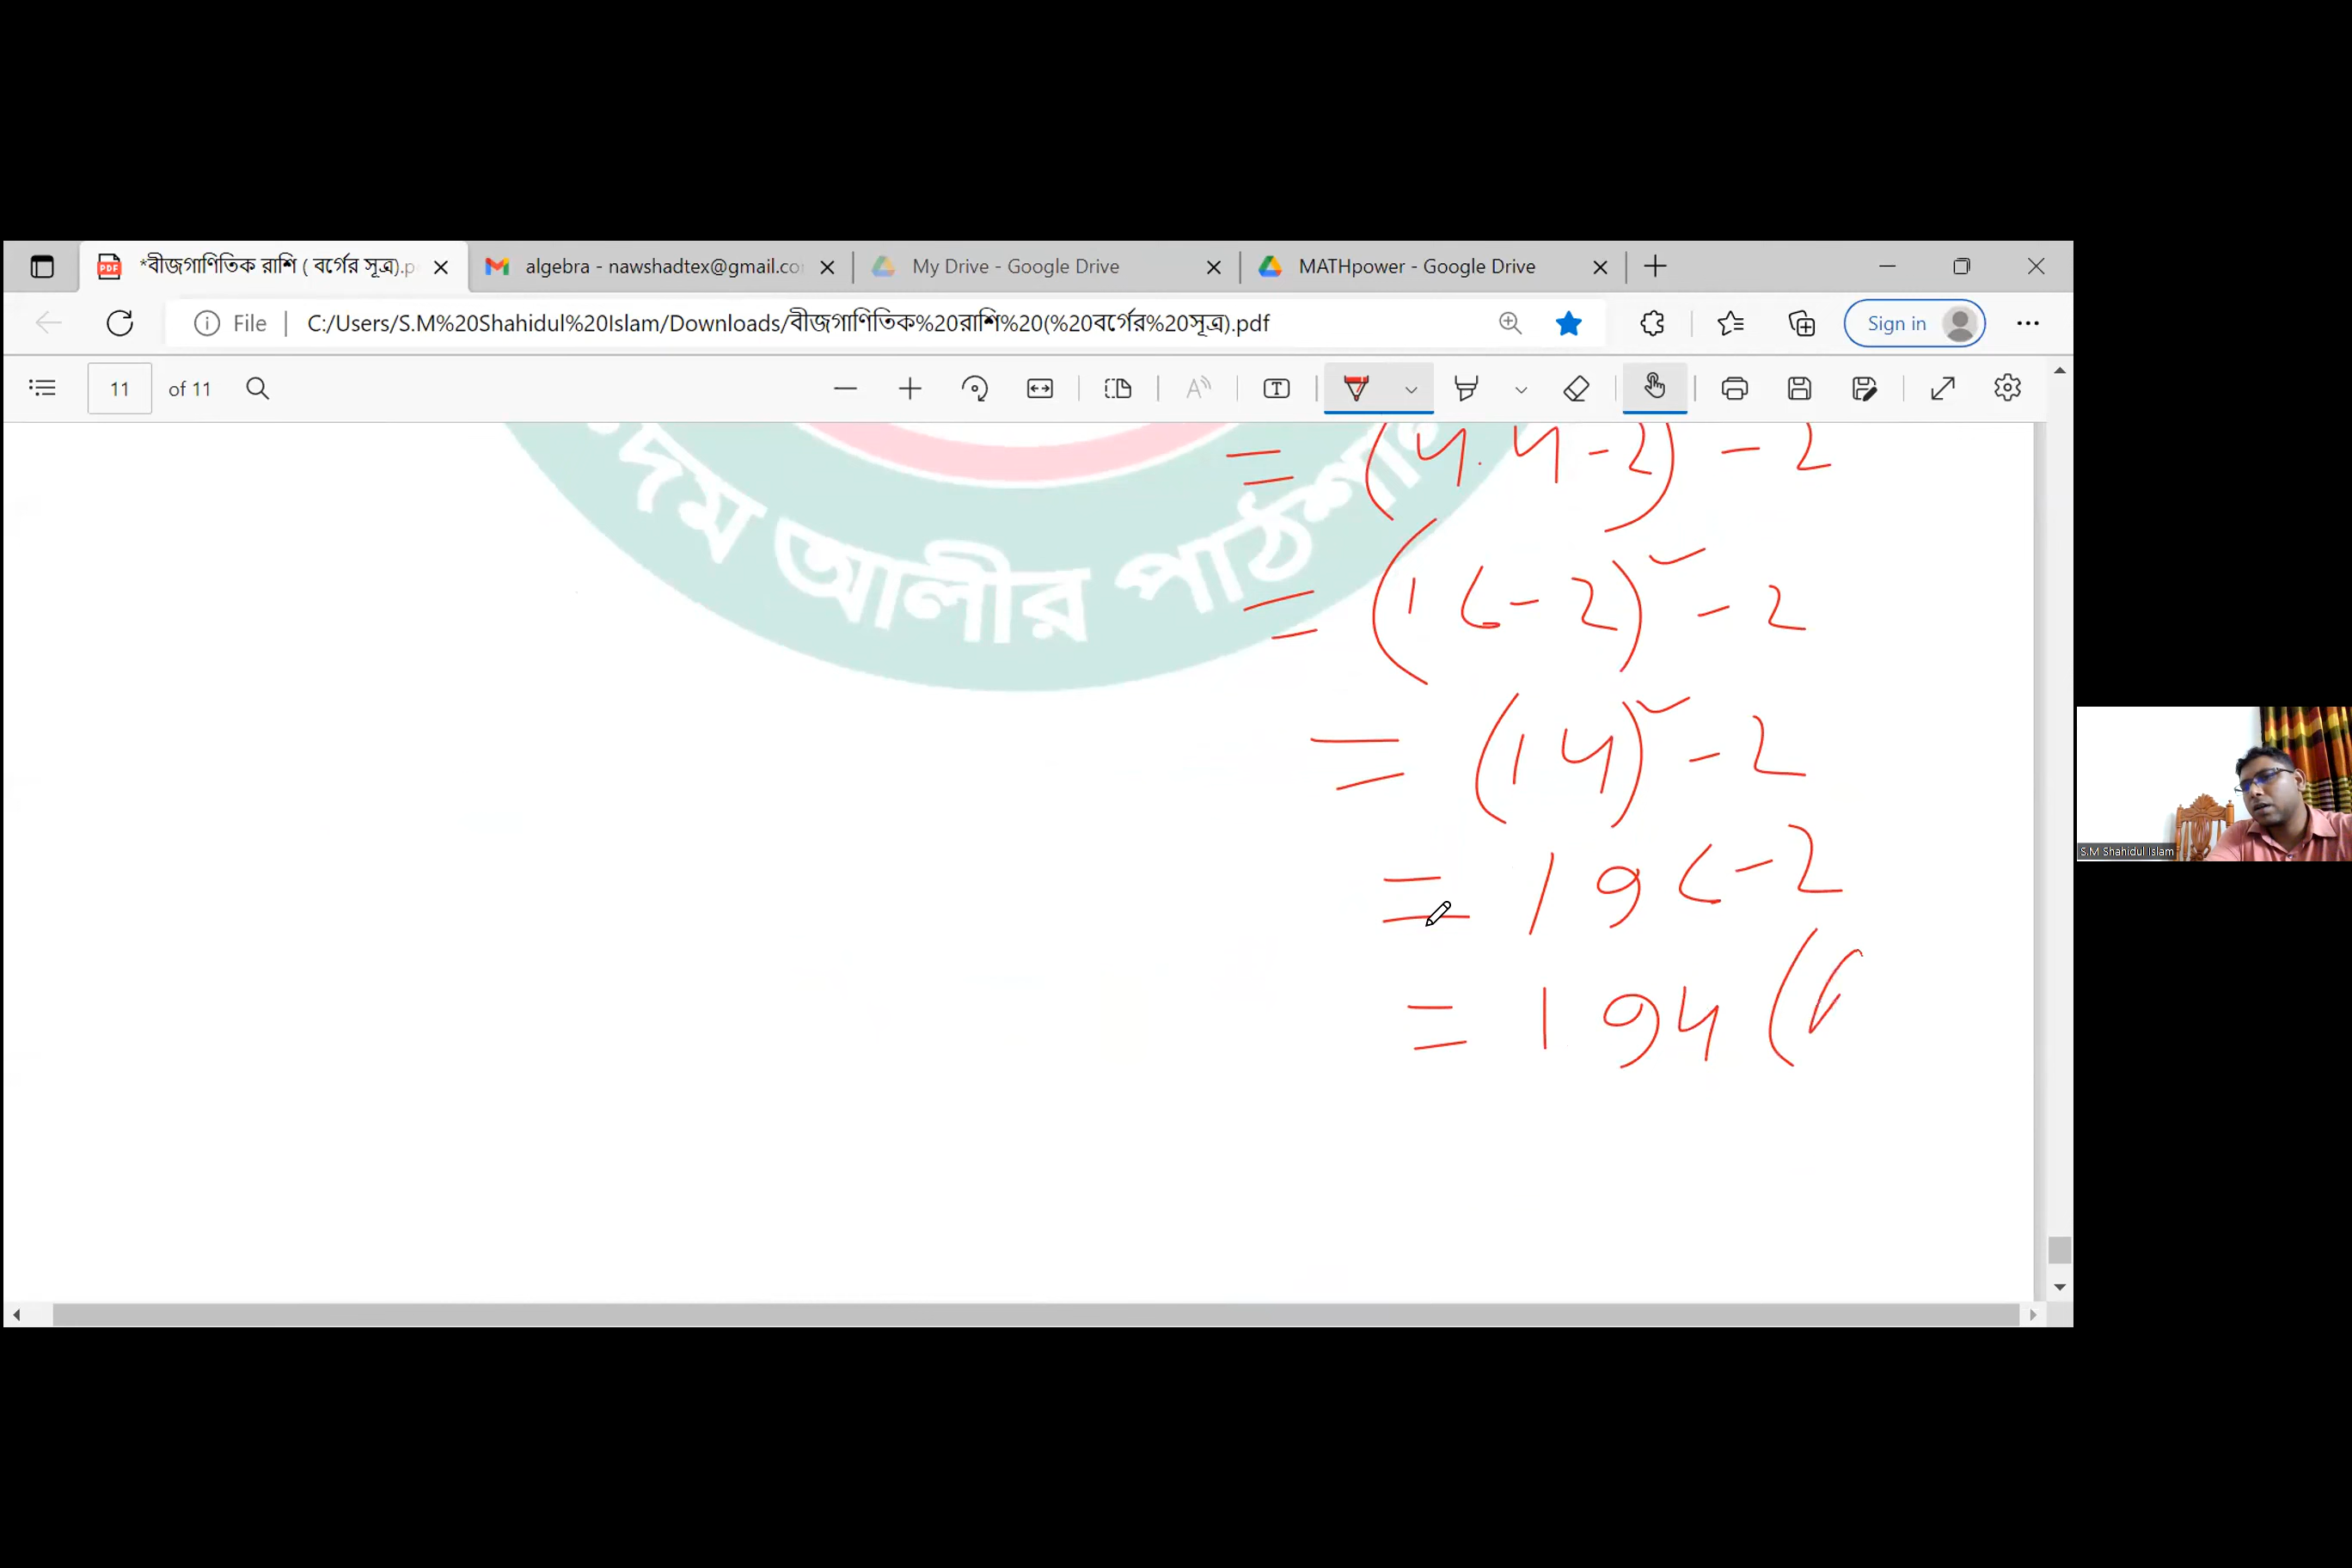 *বীজগাণিতিক রাশি ( বর্গের সূত্র).p
algebra - nawshadtex@gmail.co
My Drive - Google Drive
MATHpower - Google Drive
File
C:/Users/S.M%20Shahidul%20Islam/Downloads/বীজগাণিতিক%20রাশি%20(%20বর্গের%20সূত্র).pdf
Sign in
11 of 11
আলীর
= (4.4-2) - 2
= (16-2)² - 2
= (14)² - 2
= 196-2
= 194 (
S.M Shahidul Islam